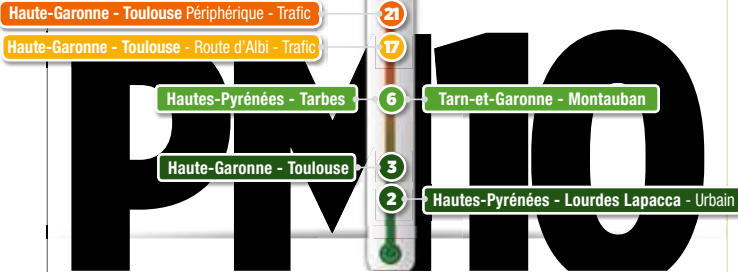 Haute-Garonne - Toulouse Périphérique - Trafic 21
Haute-Garonne - Toulouse - Route d'Albi - Trafic 17
Hautes-Pyrénées - Tarbes 6 Tarn-et-Garonne - Montauban
Haute-Garonne - Toulouse 3
2 Hautes-Pyrénées - Lourdes Lapacca - Urbain
PM10